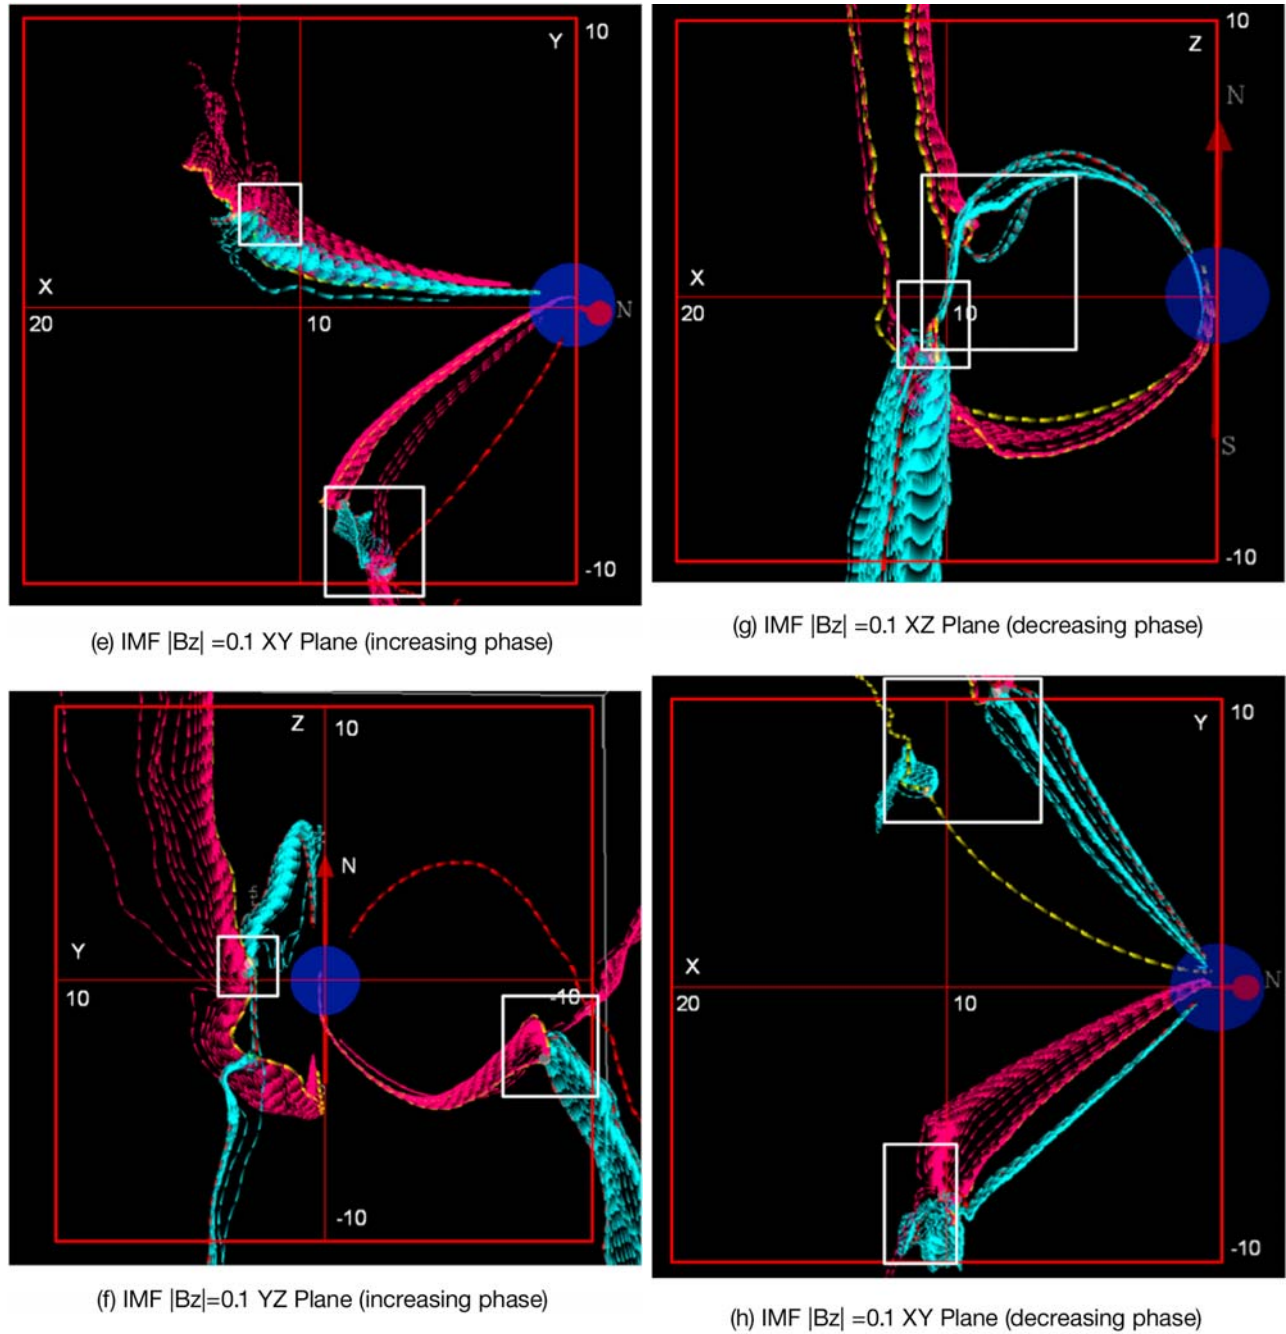 Y
10
X
N
20
10
-10
(e) IMF |Bz| =0.1 XY Plane (increasing phase)
10
Z
N
X
20
10
S
-10
(g) IMF |Bz| =0.1 XZ Plane (decreasing phase)
Z
10
N
Y
10
-10
-10
(f) IMF |Bz|=0.1 YZ Plane (increasing phase)
Y
10
X
N
20
10
-10
(h) IMF |Bz| =0.1 XY Plane (decreasing phase)